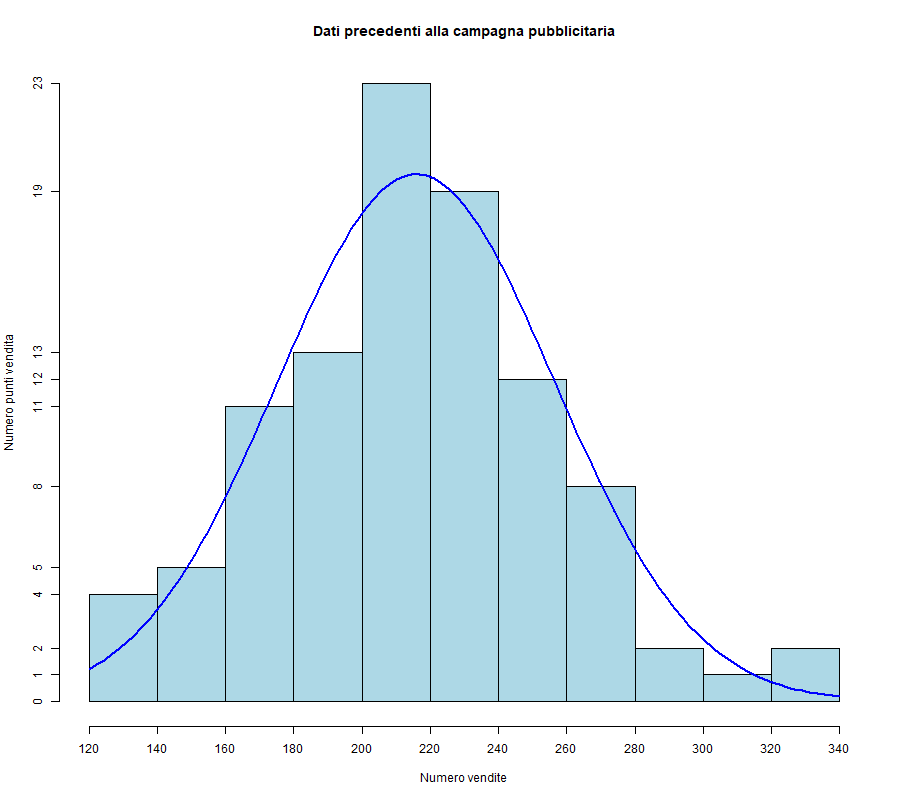 Dati precedenti alla campagna pubblicitaria
23
19
13
12
11
8
5
4
2
1
0
Numero punti vendita
120 140 160 180 200 220 240 260 280 300 320 340
Numero vendite